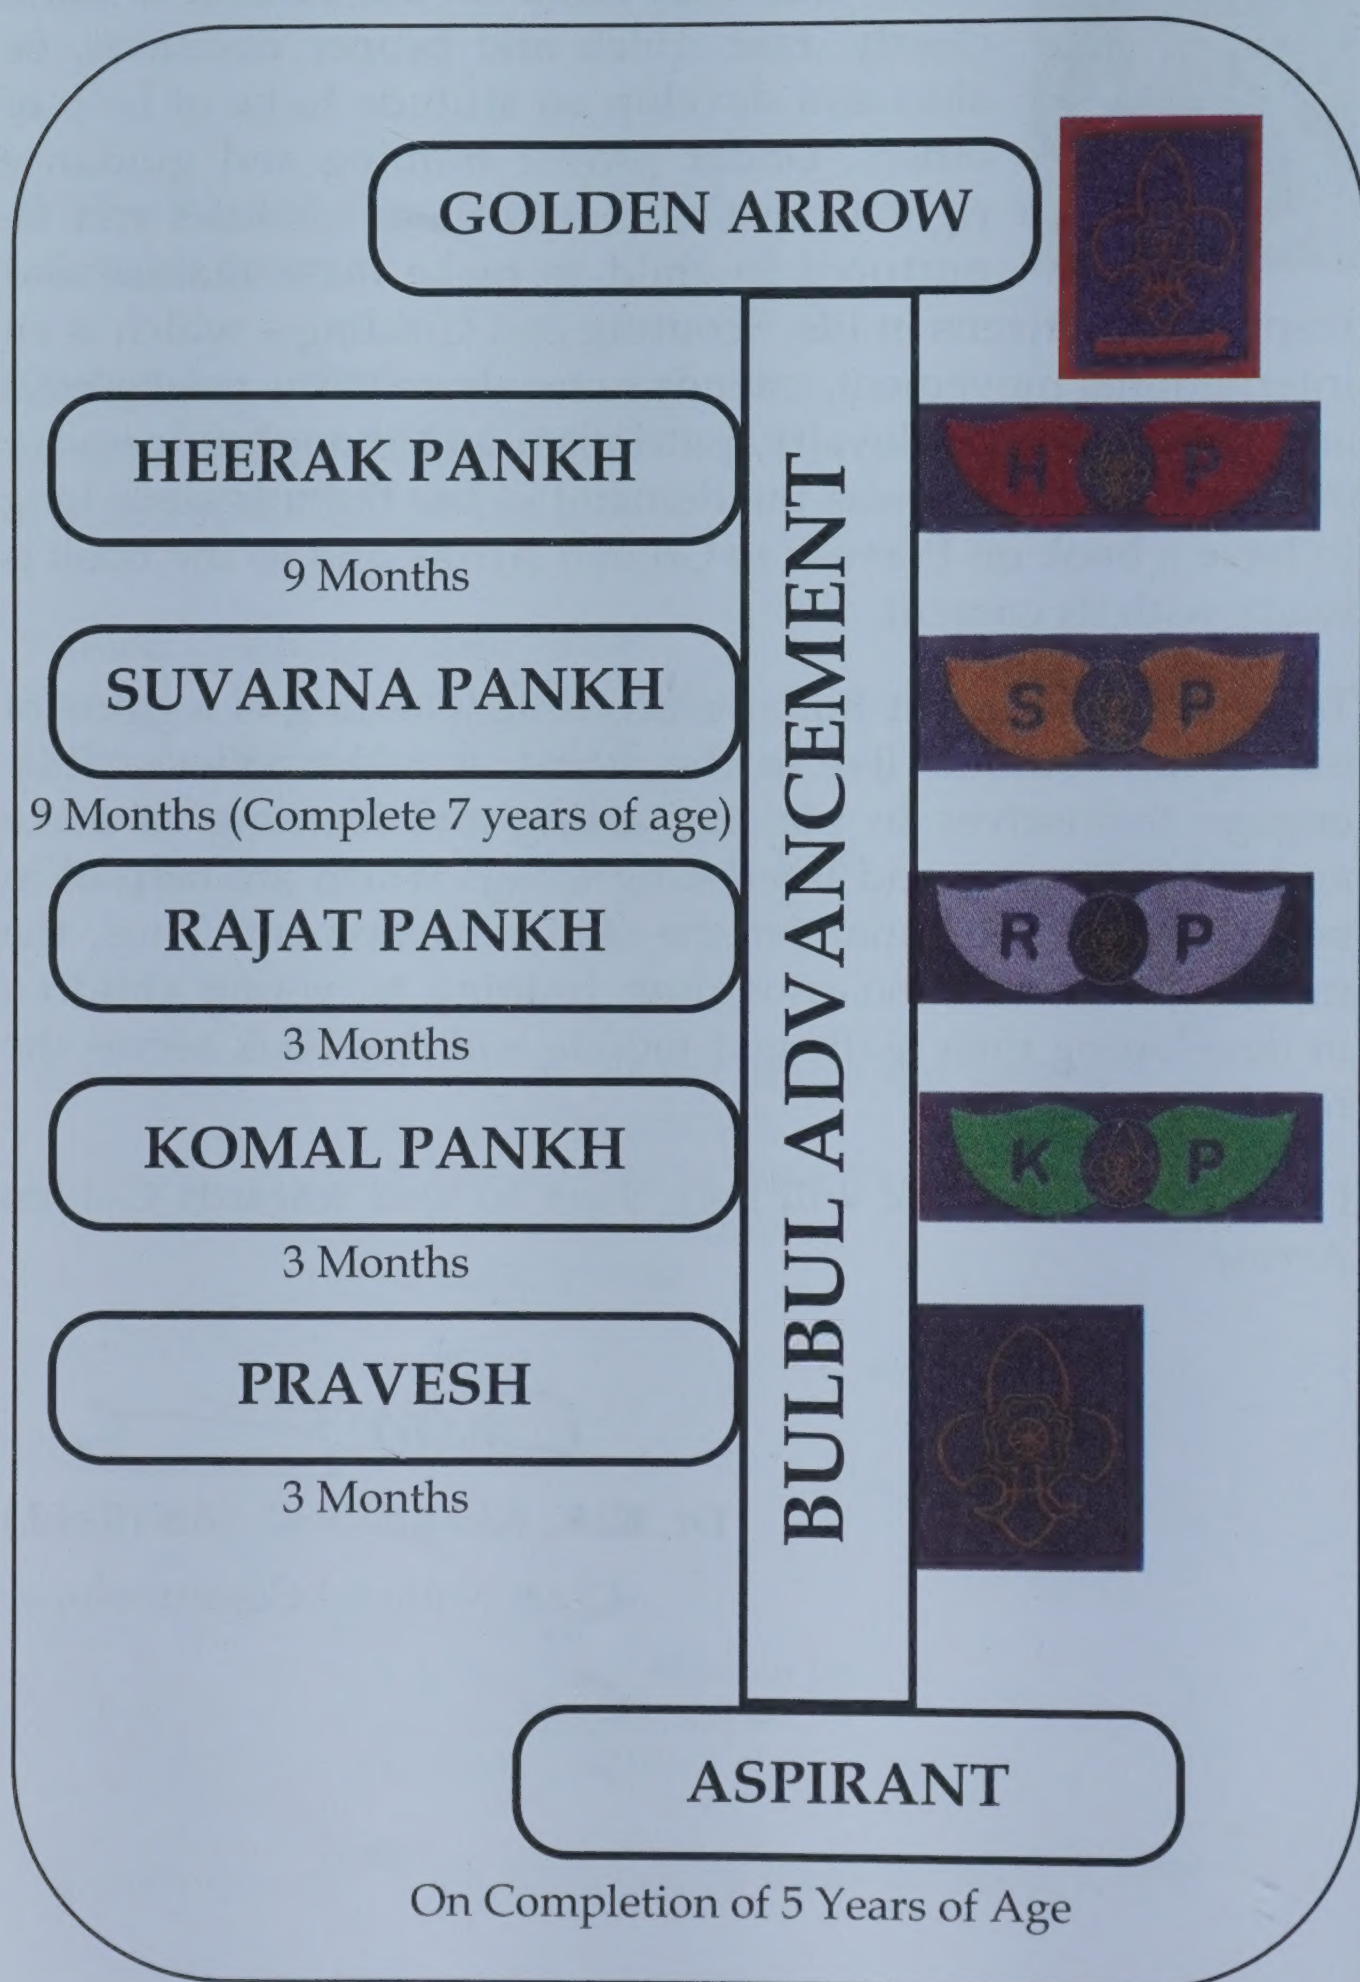 GOLDEN ARROW
HEERAK PANKH
H P
9 Months
SUVARNA PANKH
S P
9 Months (Complete 7 years of age)
RAJAT PANKH
R P
3 Months
KOMAL PANKH
K P
3 Months
PRAVESH
3 Months
BULBUL ADVANCEMENT
ASPIRANT
On Completion of 5 Years of Age